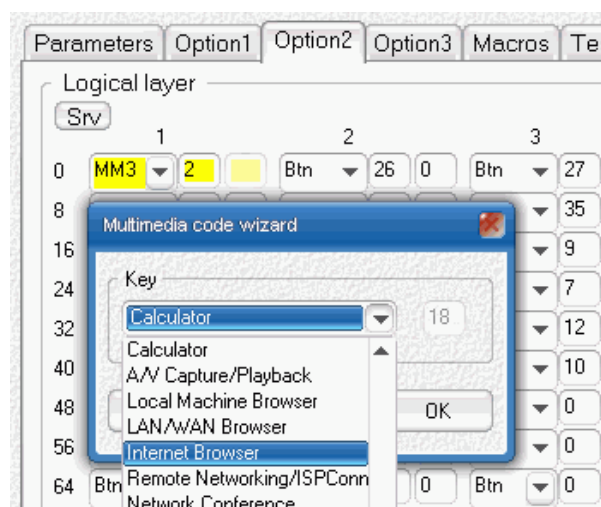 Parameters Option1 Option2 Option3 Macros Te
Logical layer
Srv
1 2 3
0 MM3 2 Btn 26 0 Btn 27
8 35
Multimedia code wizard
16 9
Key
24 7
Calculator 18
32 12
Calculator
A/V Capture/Playback
40 10
Local Machine Browser
48 OK 0
LAN/WAN Browser
56 Internet Browser 0
64 Btn Remote Networking/ISPConn 0 Btn 0
Network Conference